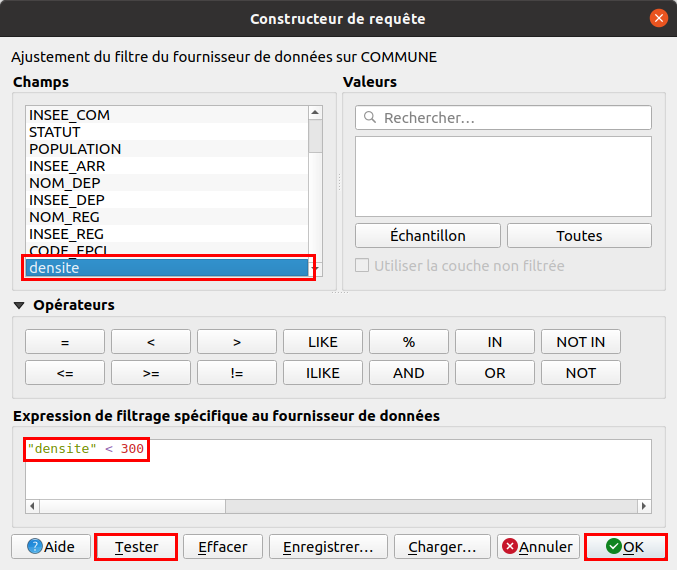 Constructeur de requête
Ajustement du filtre du fournisseur de données sur COMMUNE
Champs
INSEE_COM
STATUT
POPULATION
INSEE_ARR
NOM_DEP
INSEE_DEP
NOM_REG
INSEE_REG
CODE_EPCI
densite
Valeurs
Rechercher...
Échantillon Toutes
Utiliser la couche non filtrée
Opérateurs
= < > LIKE % IN NOT IN
<= >= != ILIKE AND OR NOT
Expression de filtrage spécifique au fournisseur de données
"densite" < 300
Aide Tester Effacer Enregistrer... Charger... Annuler OK